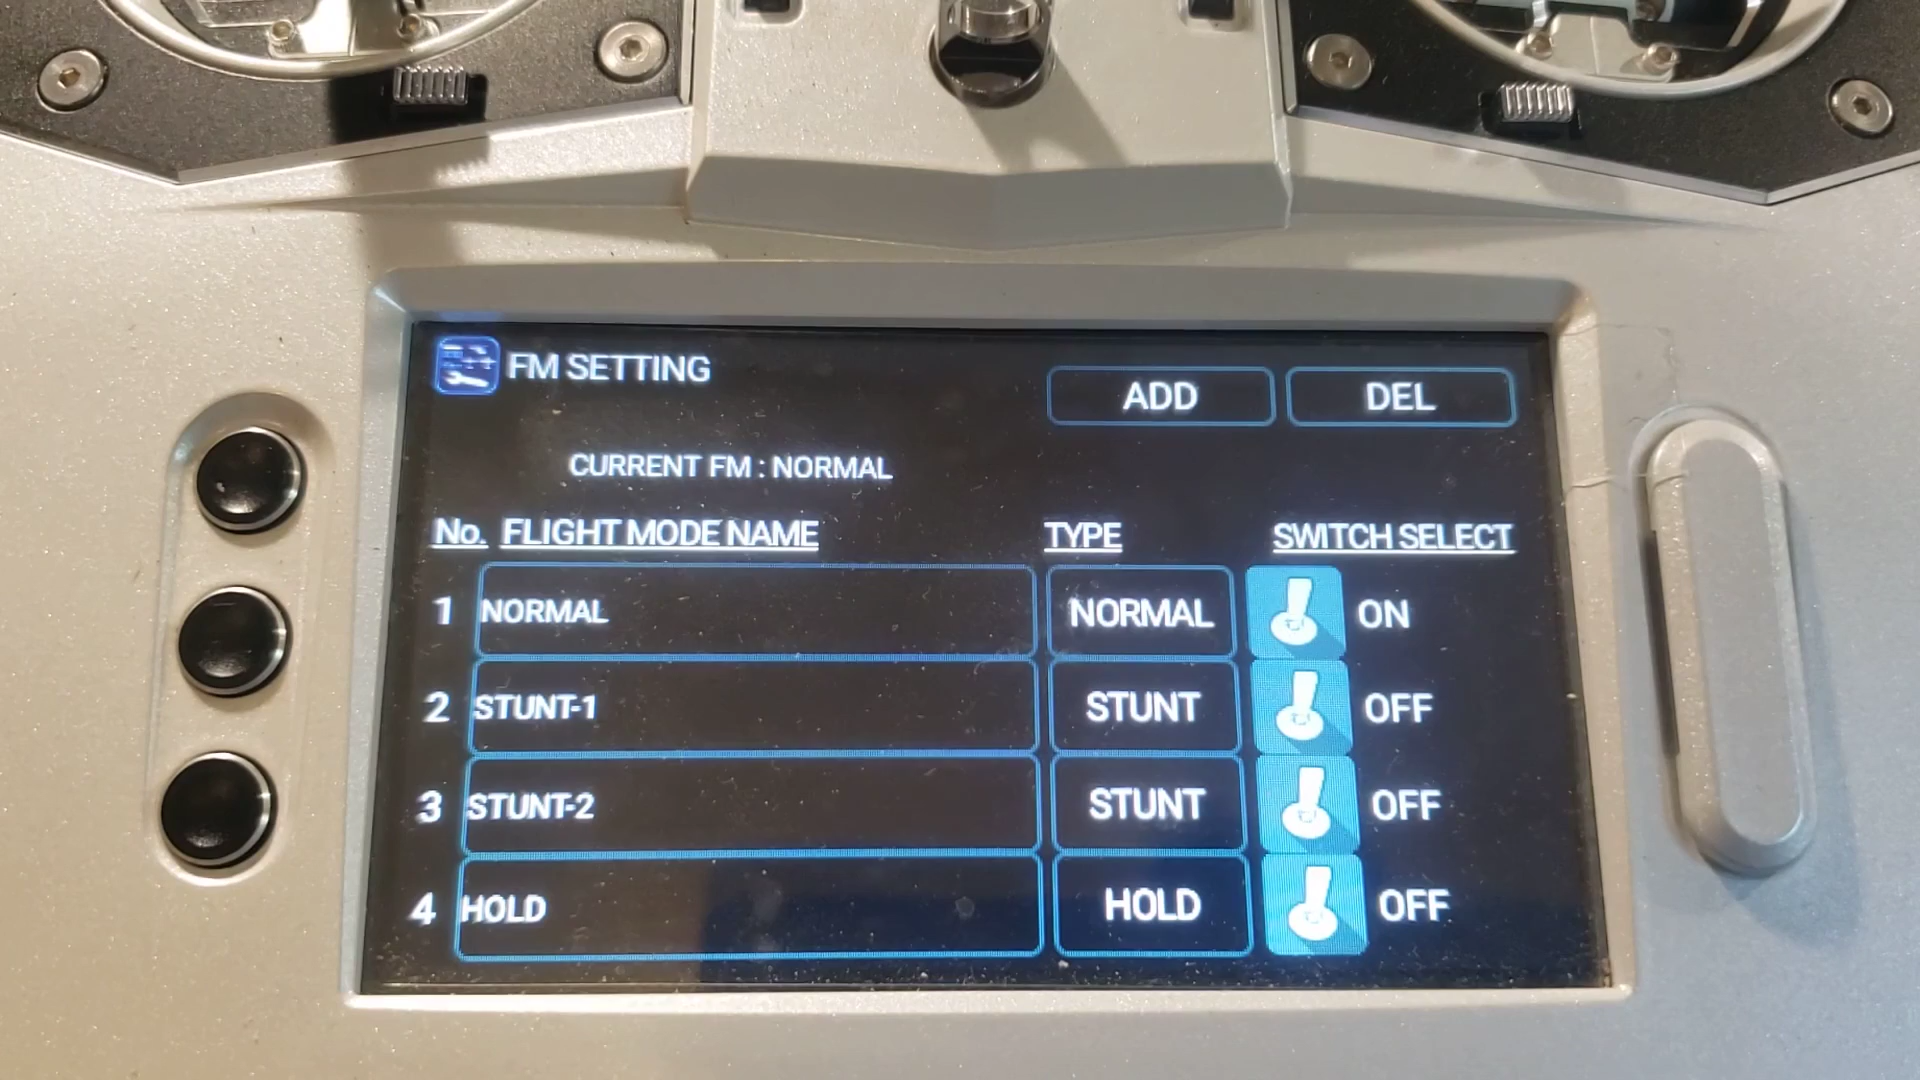 FM SETTING
ADD DEL
CURRENT FM : NORMAL
No. FLIGHT MODE NAME TYPE SWITCH SELECT
1 NORMAL NORMAL ON
2 STUNT-1 STUNT OFF
3 STUNT-2 STUNT OFF
4 HOLD HOLD OFF